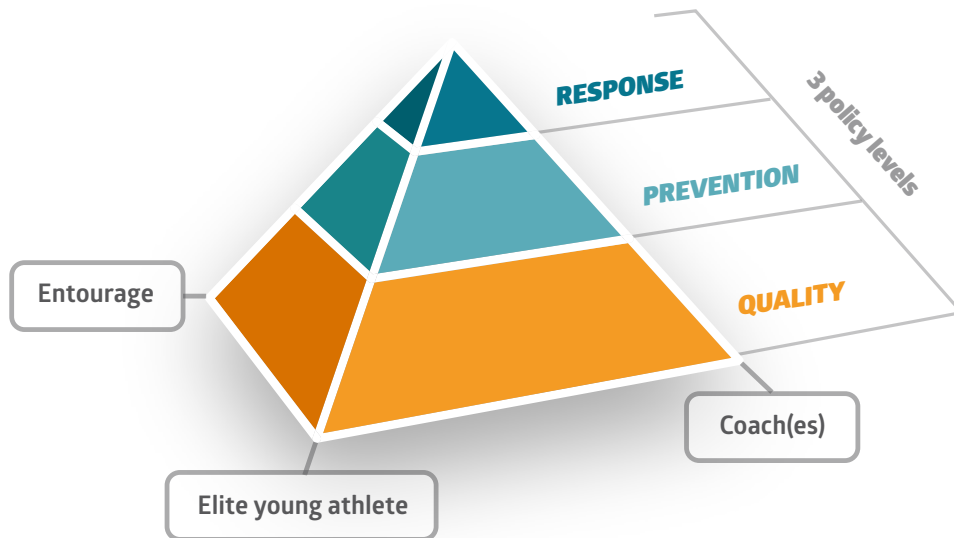 RESPONSE
3 policy levels
PREVENTION
QUALITY
Entourage
Coach(es)
Elite young athlete